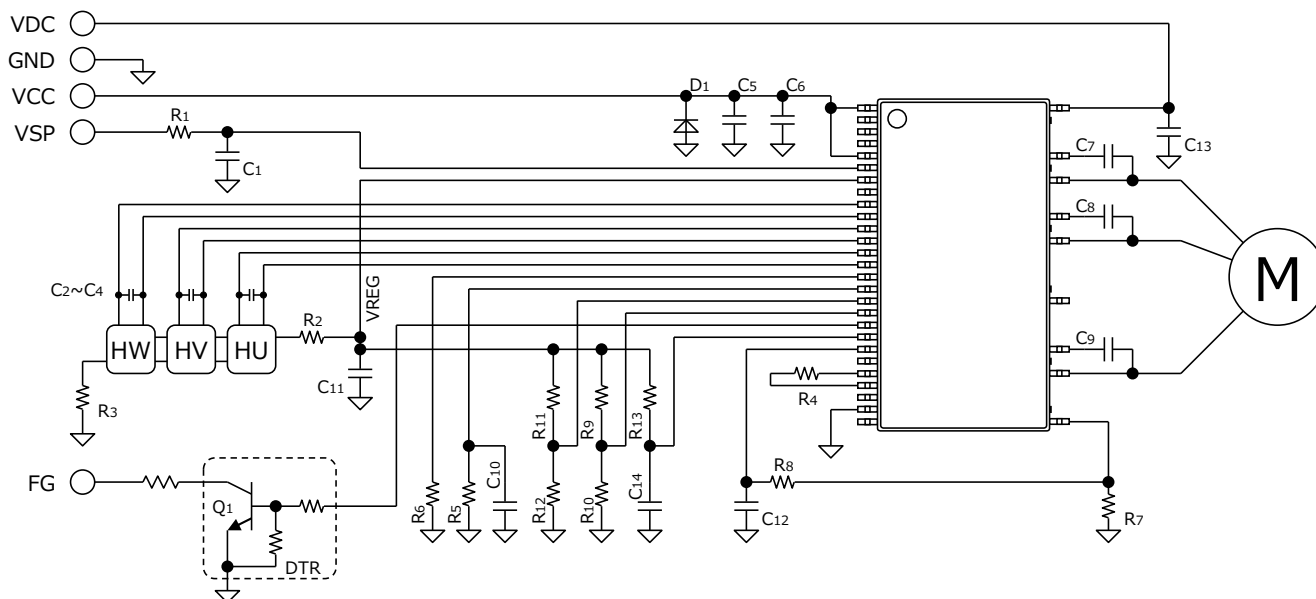 VDC
GND
VCC
VSP
R1
C1
D1
C5
C6
C7
C13
C8
M
C2~C4
VREG
HW
HV
HU
R2
C11
R3
R4
C9
R11
R9
R13
R8
FG
Q1
DTR
R6
R5
C10
R12
R10
C14
C12
R7